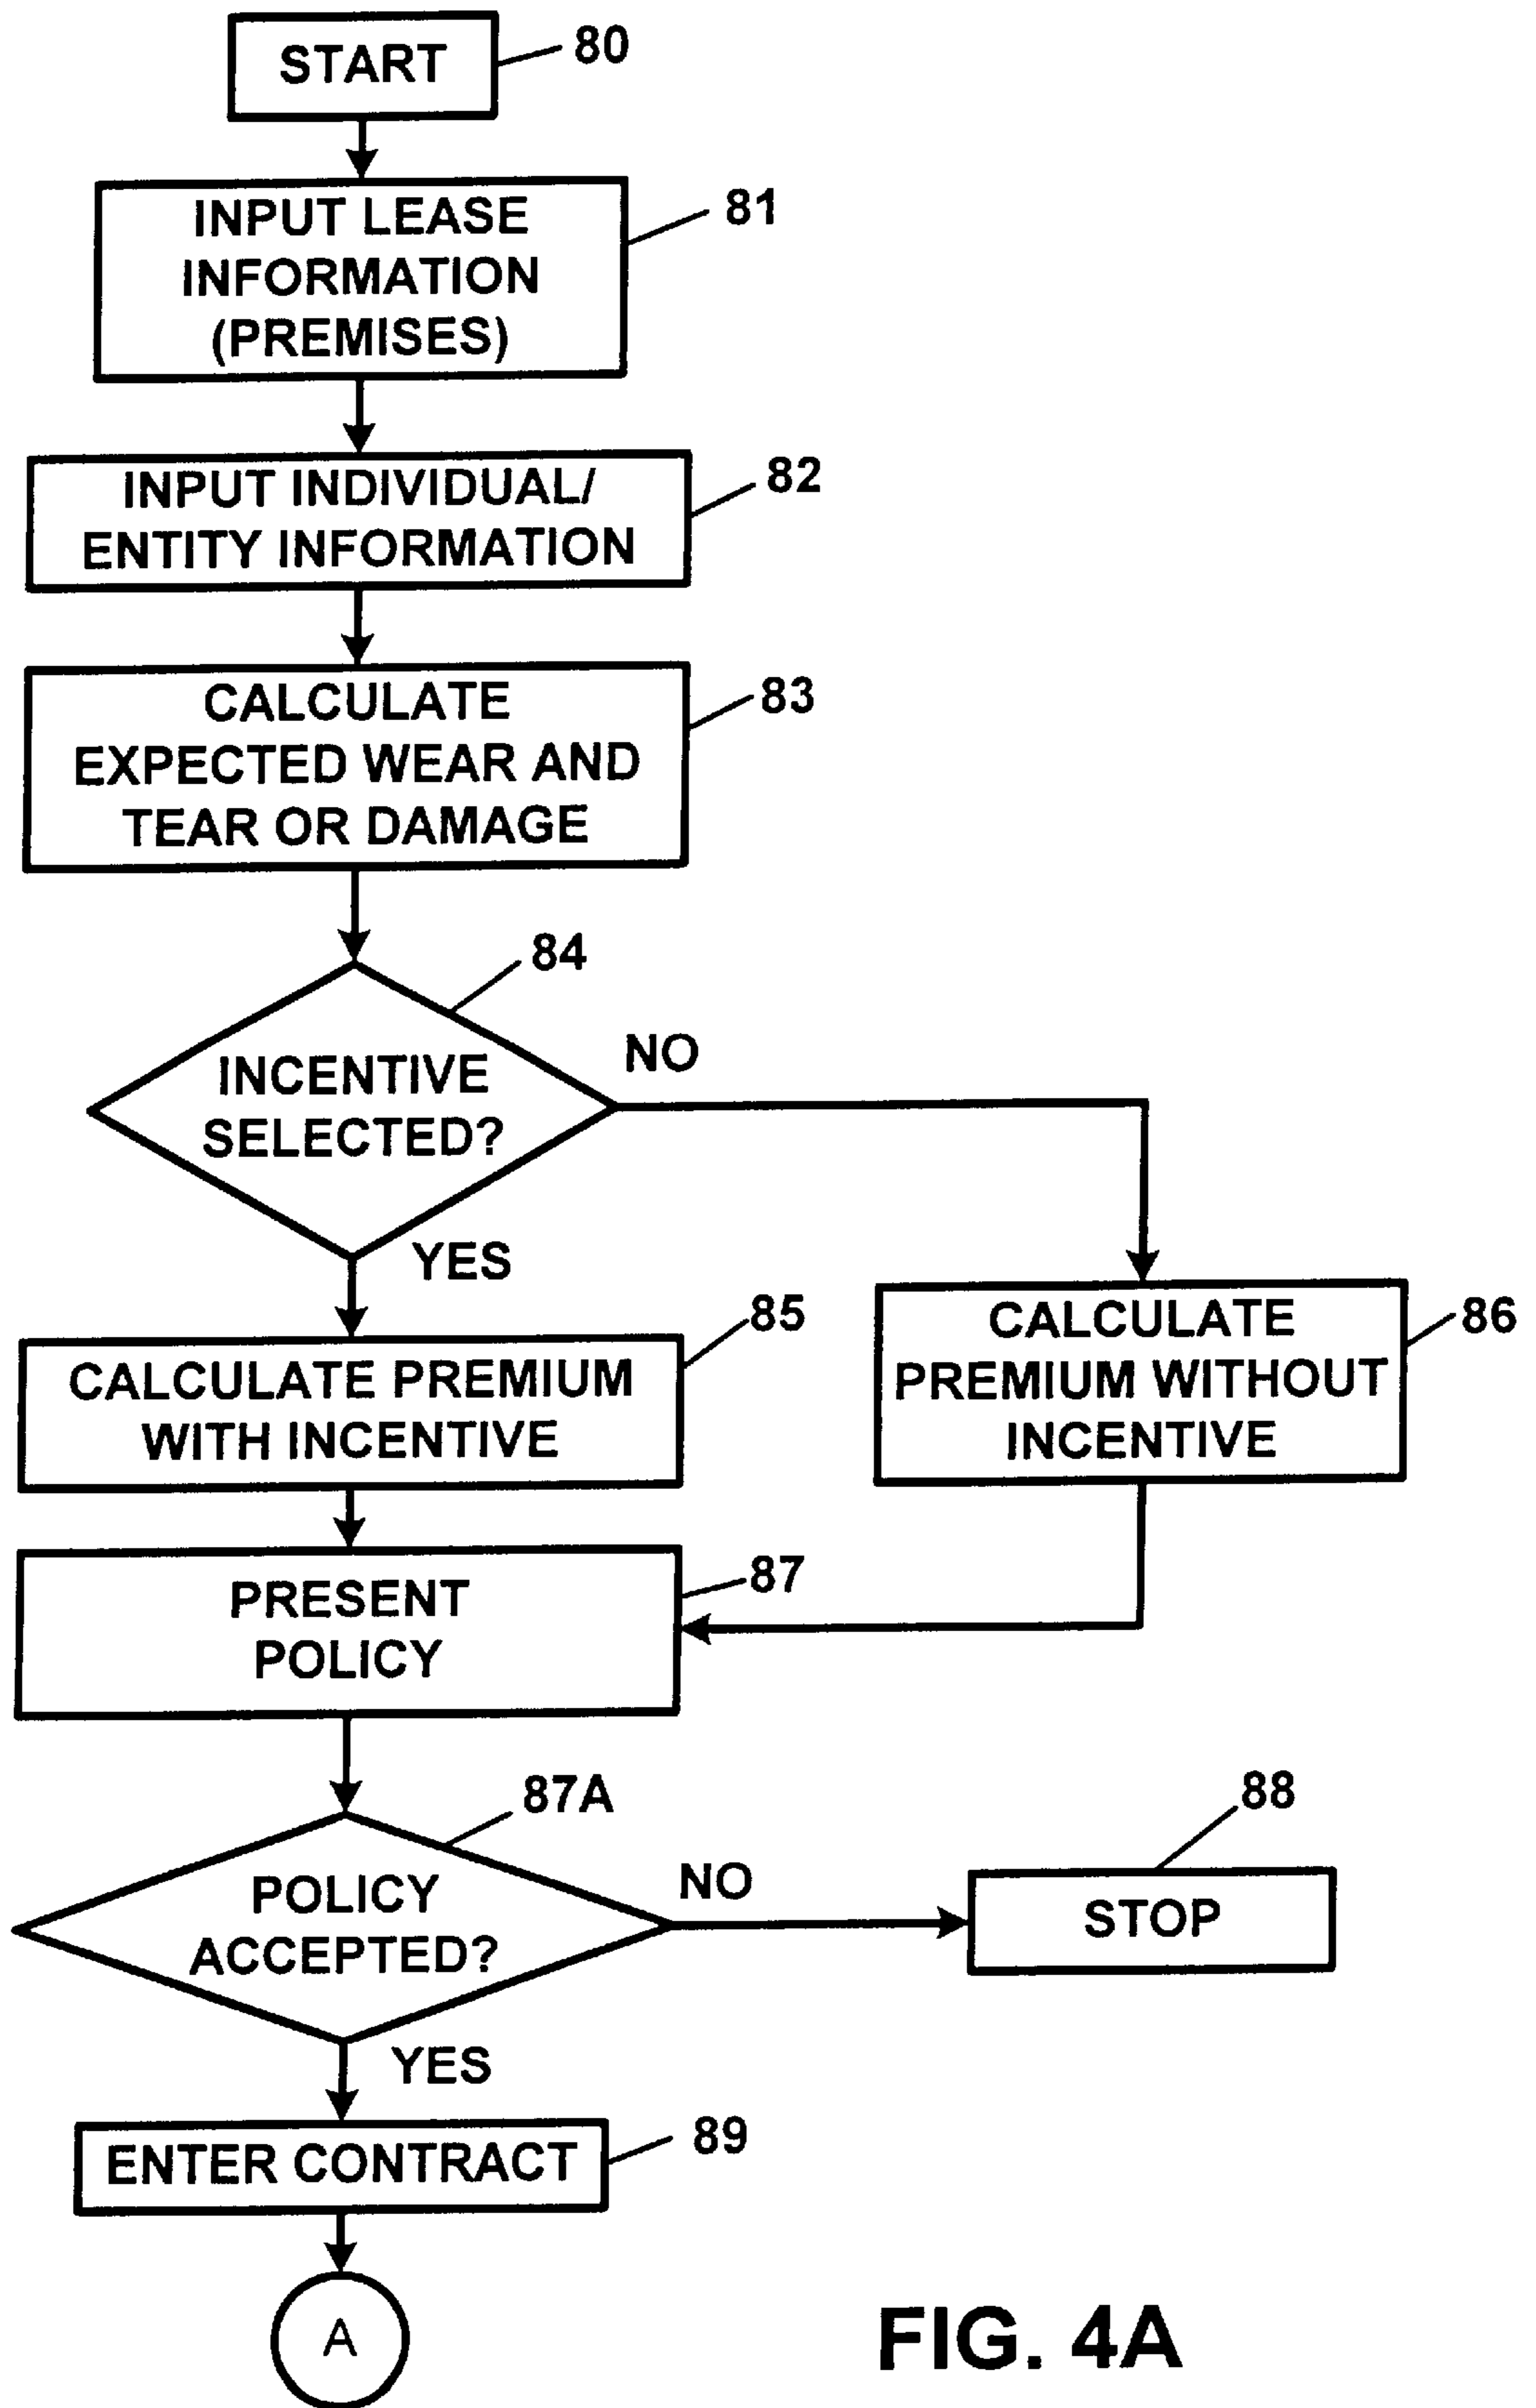 START
80
INPUT LEASE
INFORMATION
(PREMISES)
81
INPUT INDIVIDUAL/
ENTITY INFORMATION
82
CALCULATE
EXPECTED WEAR AND
TEAR OR DAMAGE
83
84
INCENTIVE
SELECTED?
NO
YES
CALCULATE PREMIUM
WITH INCENTIVE
85
CALCULATE
PREMIUM WITHOUT
INCENTIVE
86
PRESENT
POLICY
87
87A
POLICY
ACCEPTED?
NO
88
STOP
YES
ENTER CONTRACT
89
A
FIG. 4A